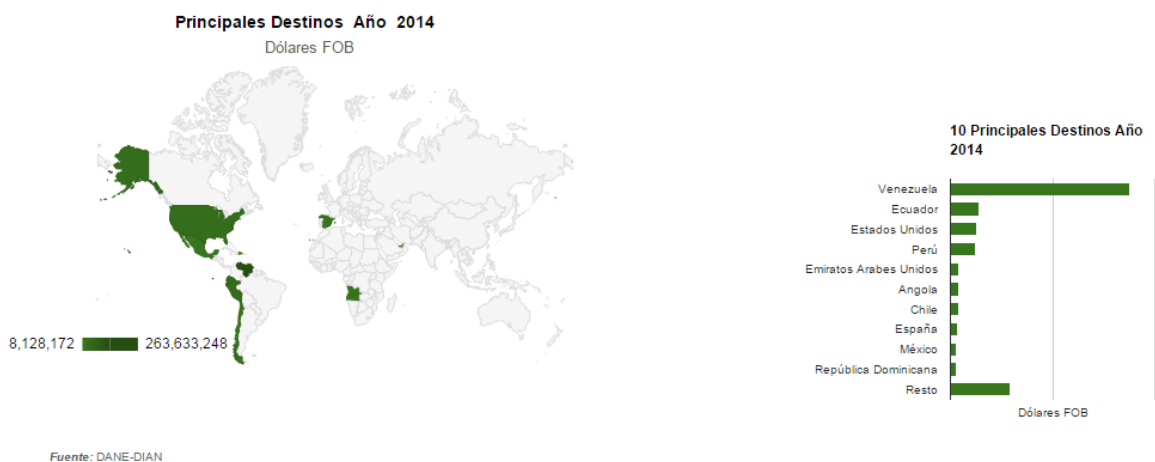 Principales Destinos Año 2014
Dólares FOB
8,128,172
263,633,248
Fuente: DANE-DIAN
10 Principales Destinos Año
2014
Venezuela
Ecuador
Estados Unidos
Perú
Emiratos Arabes Unidos
Angola
Chile
España
México
República Dominicana
Resto
Dólares FOB